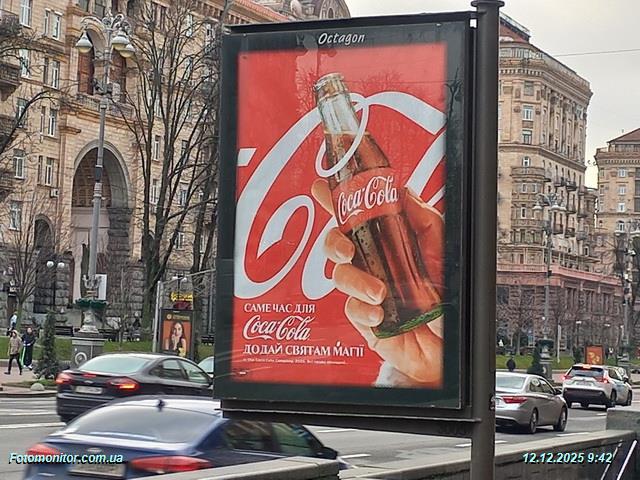 Octagon
Coca-Cola
САМЕ ЧАС ДЛЯ
Coca-Cola
ДОДАЙ СВЯТАМ МАГІЇ
Fotomonitor.com.ua
12.12.2025 9:42